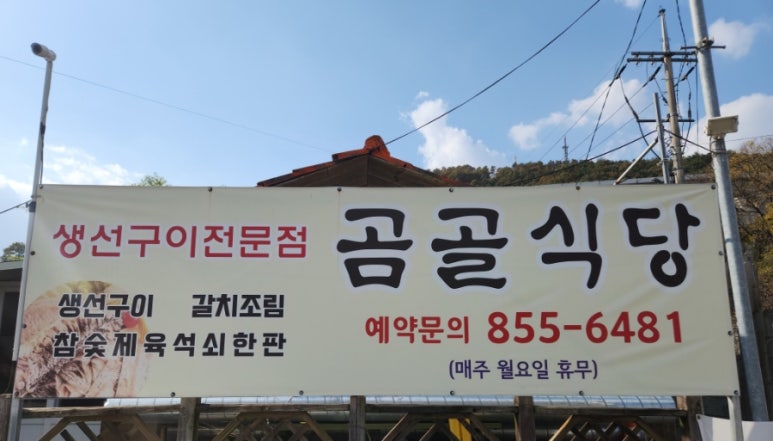 생선구이전문점
곰골식당
생선구이 갈치조림
참숯제육석쇠한판
예약문의 855-6481
(매주 월요일 휴무)